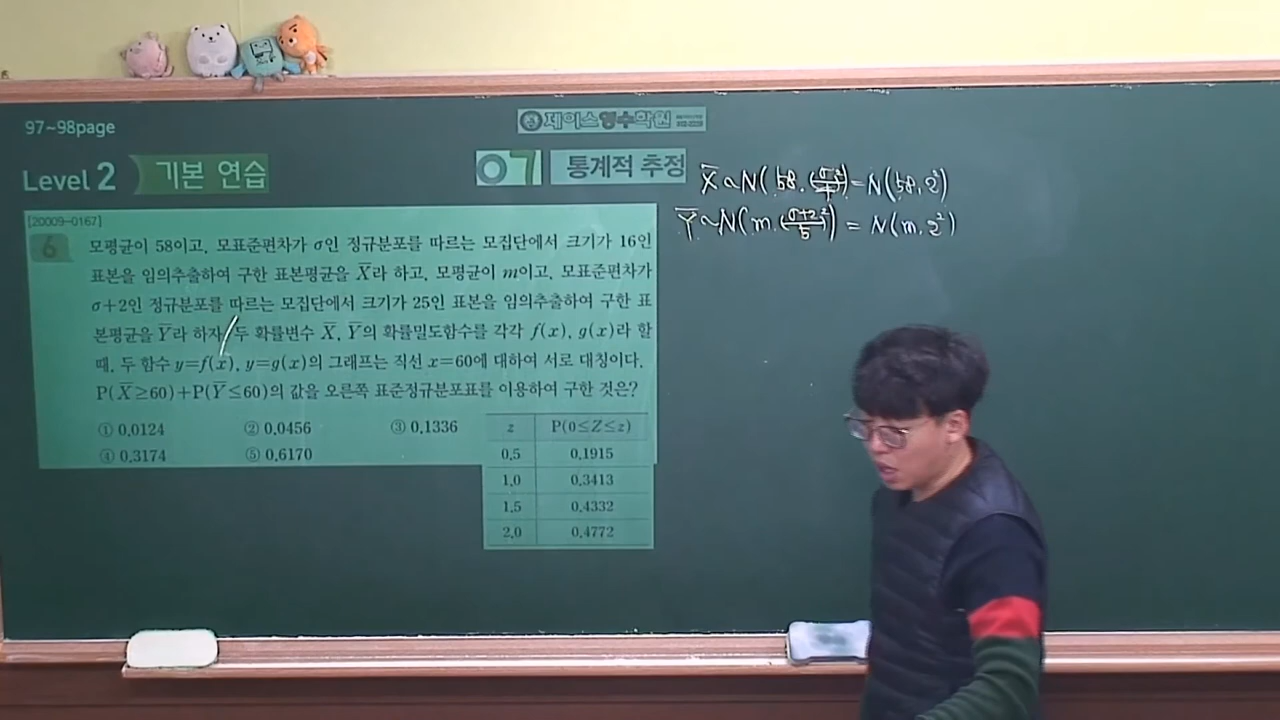 97~98page
제이스영수학원
Level 2 기본 연습
07 통계적 추정
[20009-0167]
6 모평균이 58이고, 모표준편차가 σ인 정규분포를 따르는 모집단에서 크기가 16인
표본을 임의추출하여 구한 표본평균을 X̄라 하고, 모평균이 m이고, 모표준편차가
σ+2인 정규분포를 따르는 모집단에서 크기가 25인 표본을 임의추출하여 구한 표
본평균을 Ȳ라 하자. 두 확률변수 X̄, Ȳ의 확률밀도함수를 각각 f(x), g(x)라 할
때, 두 함수 y=f(x), y=g(x)의 그래프는 직선 x=60에 대하여 서로 대칭이다.
P(X̄≥60)+P(Ȳ≤60)의 값을 오른쪽 표준정규분포표를 이용하여 구한 것은?
① 0.0124 ② 0.0456 ③ 0.1336
④ 0.3174 ⑤ 0.6170
z P(0≤Z≤z)
0.5 0.1915
1.0 0.3413
1.5 0.4332
2.0 0.4772
X̄~N(58, (σ/4)²)=N(58, 2²)
Ȳ~N(m, (σ+2/5)²) = N(m, 2²)